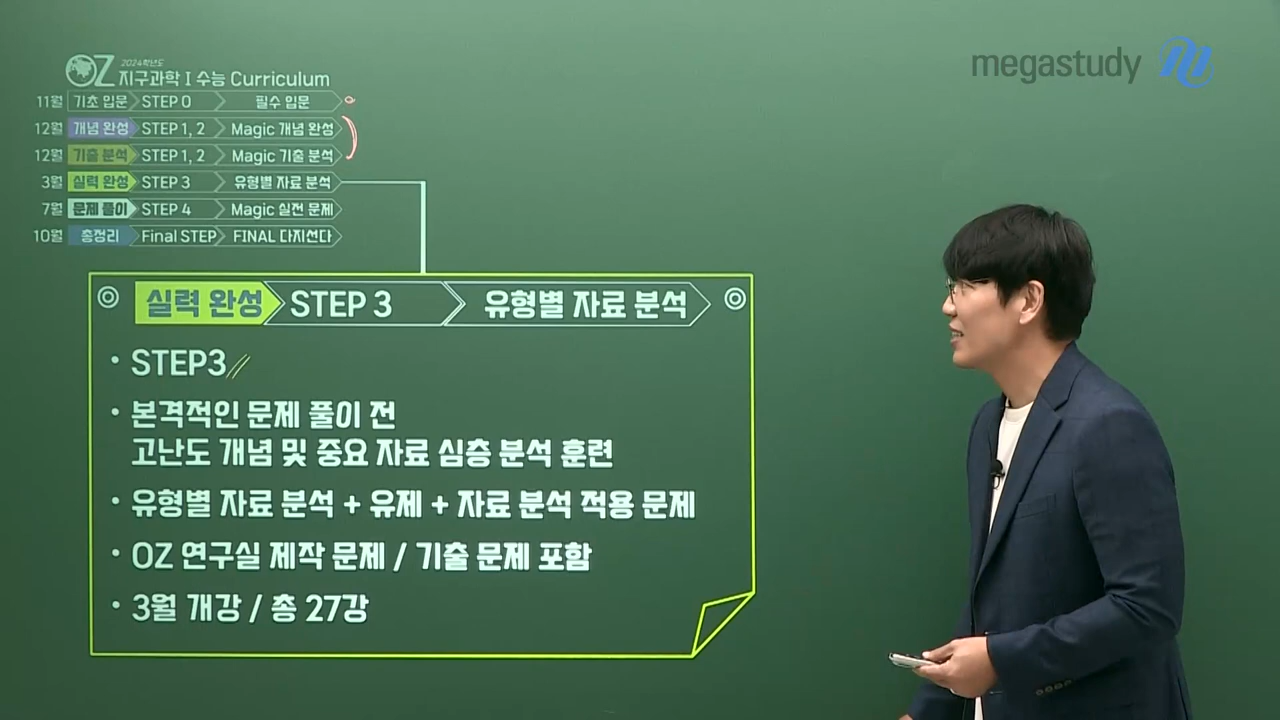 megastudy
OZ 2024학년도
지구과학 I 수능 Curriculum
11월 기초 입문 STEP 0 필수 입문
12월 개념 완성 STEP 1, 2 Magic 개념 완성
12월 기출 분석 STEP 1, 2 Magic 기출 분석
3월 실력 완성 STEP 3 유형별 자료 분석
7월 문제 풀이 STEP 4 Magic 실전 문제
10월 총정리 Final STEP FINAL 다지선다
실력 완성 STEP 3 유형별 자료 분석
• STEP3
• 본격적인 문제 풀이 전
고난도 개념 및 중요 자료 심층 분석 훈련
• 유형별 자료 분석 + 유제 + 자료 분석 적용 문제
• OZ 연구실 제작 문제 / 기출 문제 포함
• 3월 개강 / 총 27강